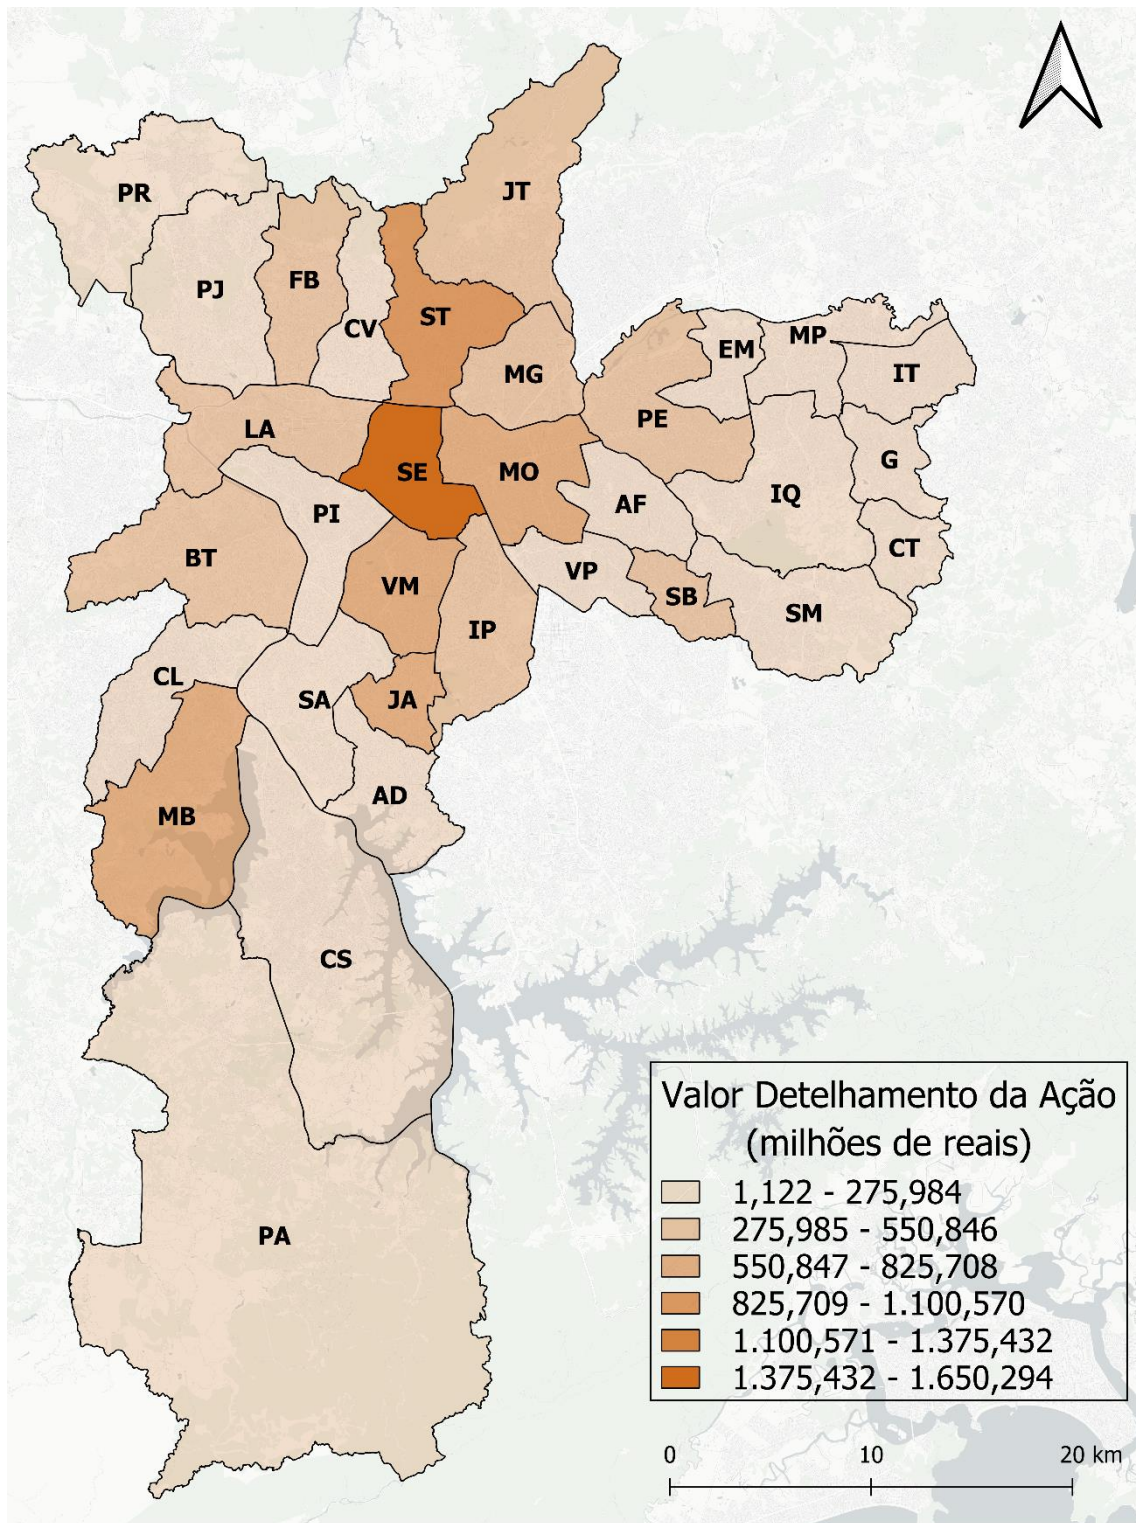 JT
PR
PJ
FB
ST
CV
MP
EM
IT
MG
PE
LA
G
SE
MO
IQ
AF
PI
CT
BT
VP
VM
SB
SM
IP
CL
SA
JA
AD
MB
CS
PA
Valor Detelhamento da Ação
(milhões de reais)
1,122 - 275,984
275,985 - 550,846
550,847 - 825,708
825,709 - 1.100,570
1.100,571 - 1.375,432
1.375,432 - 1.650,294
0 10 20 km